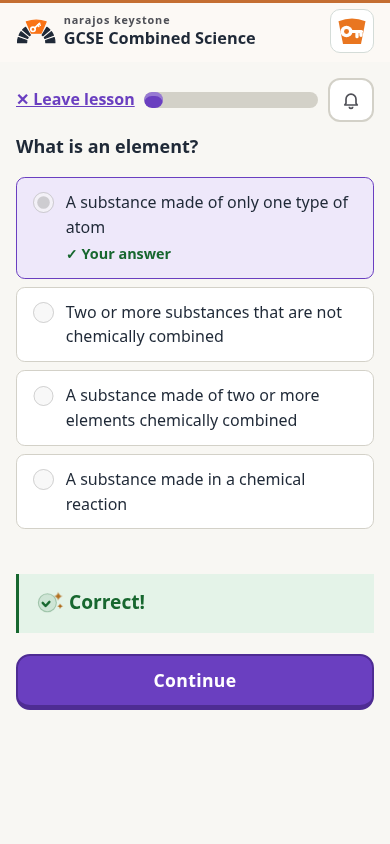 narajos keystone
GCSE Combined Science
✕ Leave lesson
What is an element?
A substance made of only one type of
atom
✓ Your answer
Two or more substances that are not
chemically combined
A substance made of two or more
elements chemically combined
A substance made in a chemical
reaction
Correct!
Continue